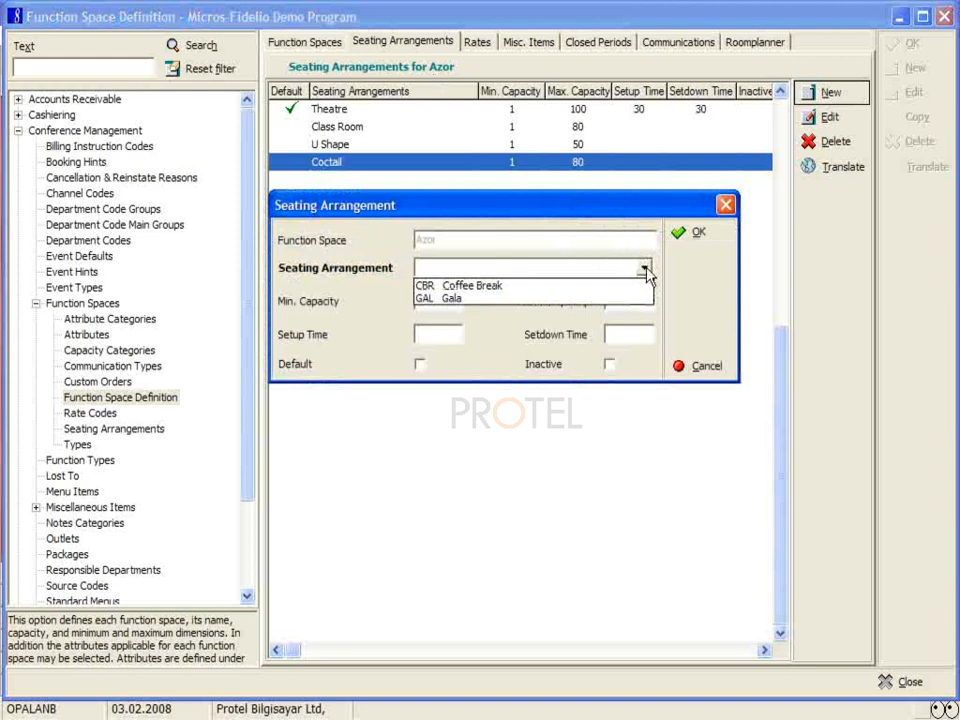 Function Space Definition - Micros-Fidelio Demo Program
Text
Search
Reset filter
Accounts Receivable
Cashiering
Conference Management
Billing Instruction Codes
Booking Hints
Cancellation & Reinstate Reasons
Channel Codes
Department Code Groups
Department Code Main Groups
Department Codes
Event Defaults
Event Hints
Event Types
Function Spaces
Attribute Categories
Attributes
Capacity Categories
Communication Types
Custom Orders
Function Space Definition
Rate Codes
Seating Arrangements
Types
Function Types
Lost To
Menu Items
Miscellaneous Items
Notes Categories
Outlets
Packages
Responsible Departments
Source Codes
Standard Menus
This option defines each function space, its name,
capacity, and minimum and maximum dimensions. In
addition the attributes applicable for each function
space may be selected. Attributes are defined under
Function Spaces Seating Arrangements Rates Misc. Items Closed Periods Communications Roomplanner
Seating Arrangements for Azor
Default Seating Arrangements Min. Capacity Max. Capacity Setup Time Setdown Time Inactive
Theatre 1 100 30 30
Class Room 1 80
U Shape 1 50
Coctail 1 80
Seating Arrangement
Function Space Azor
Seating Arrangement
CBR Coffee Break
GAL Gala
Min. Capacity
Setup Time Setdown Time
Default Inactive
OK
Cancel
PROTEL
New
Edit
Delete
Translate
OK
New
Edit
Copy
Delete
Translate
Close
OPALANB 03.02.2008 Protel Bilgisayar Ltd,